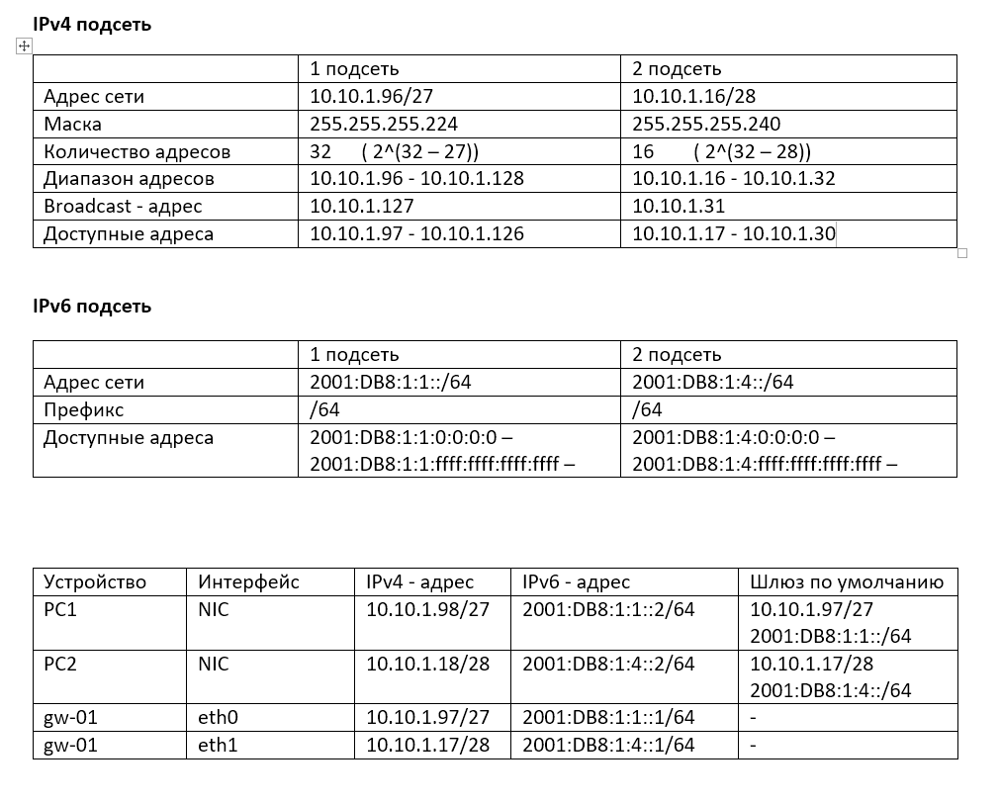 IPv4 подсеть
1 подсеть 2 подсеть
Адрес сети 10.10.1.96/27 10.10.1.16/28
Маска 255.255.255.224 255.255.255.240
Количество адресов 32 ( 2^(32 – 27)) 16 ( 2^(32 – 28))
Диапазон адресов 10.10.1.96 - 10.10.1.128 10.10.1.16 - 10.10.1.32
Broadcast - адрес 10.10.1.127 10.10.1.31
Доступные адреса 10.10.1.97 - 10.10.1.126 10.10.1.17 - 10.10.1.30
IPv6 подсеть
1 подсеть 2 подсеть
Адрес сети 2001:DB8:1:1::/64 2001:DB8:1:4::/64
Префикс /64 /64
Доступные адреса 2001:DB8:1:1:0:0:0:0 – 2001:DB8:1:4:0:0:0:0 –
2001:DB8:1:1:ffff:ffff:ffff:ffff – 2001:DB8:1:4:ffff:ffff:ffff:ffff –
Устройство Интерфейс IPv4 - адрес IPv6 - адрес Шлюз по умолчанию
PC1 NIC 10.10.1.98/27 2001:DB8:1:1::2/64 10.10.1.97/27
2001:DB8:1:1::/64
PC2 NIC 10.10.1.18/28 2001:DB8:1:4::2/64 10.10.1.17/28
2001:DB8:1:4::/64
gw-01 eth0 10.10.1.97/27 2001:DB8:1:1::1/64 -
gw-01 eth1 10.10.1.17/28 2001:DB8:1:4::1/64 -